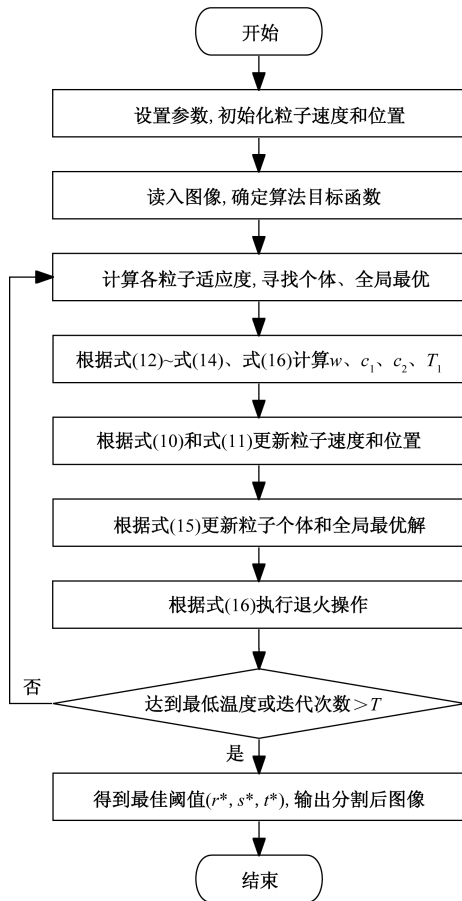 开始
设置参数,初始化粒子速度和位置
读入图像,确定算法目标函数
计算各粒子适应度,寻找个体、全局最优
根据式(12)~式(14)、式(16)计算w、c₁、c₂、T₁
根据式(10)和式(11)更新粒子速度和位置
根据式(15)更新粒子个体和全局最优解
根据式(16)执行退火操作
否
达到最低温度或迭代次数>T
是
得到最佳阈值(r*, s*, t*),输出分割后图像
结束